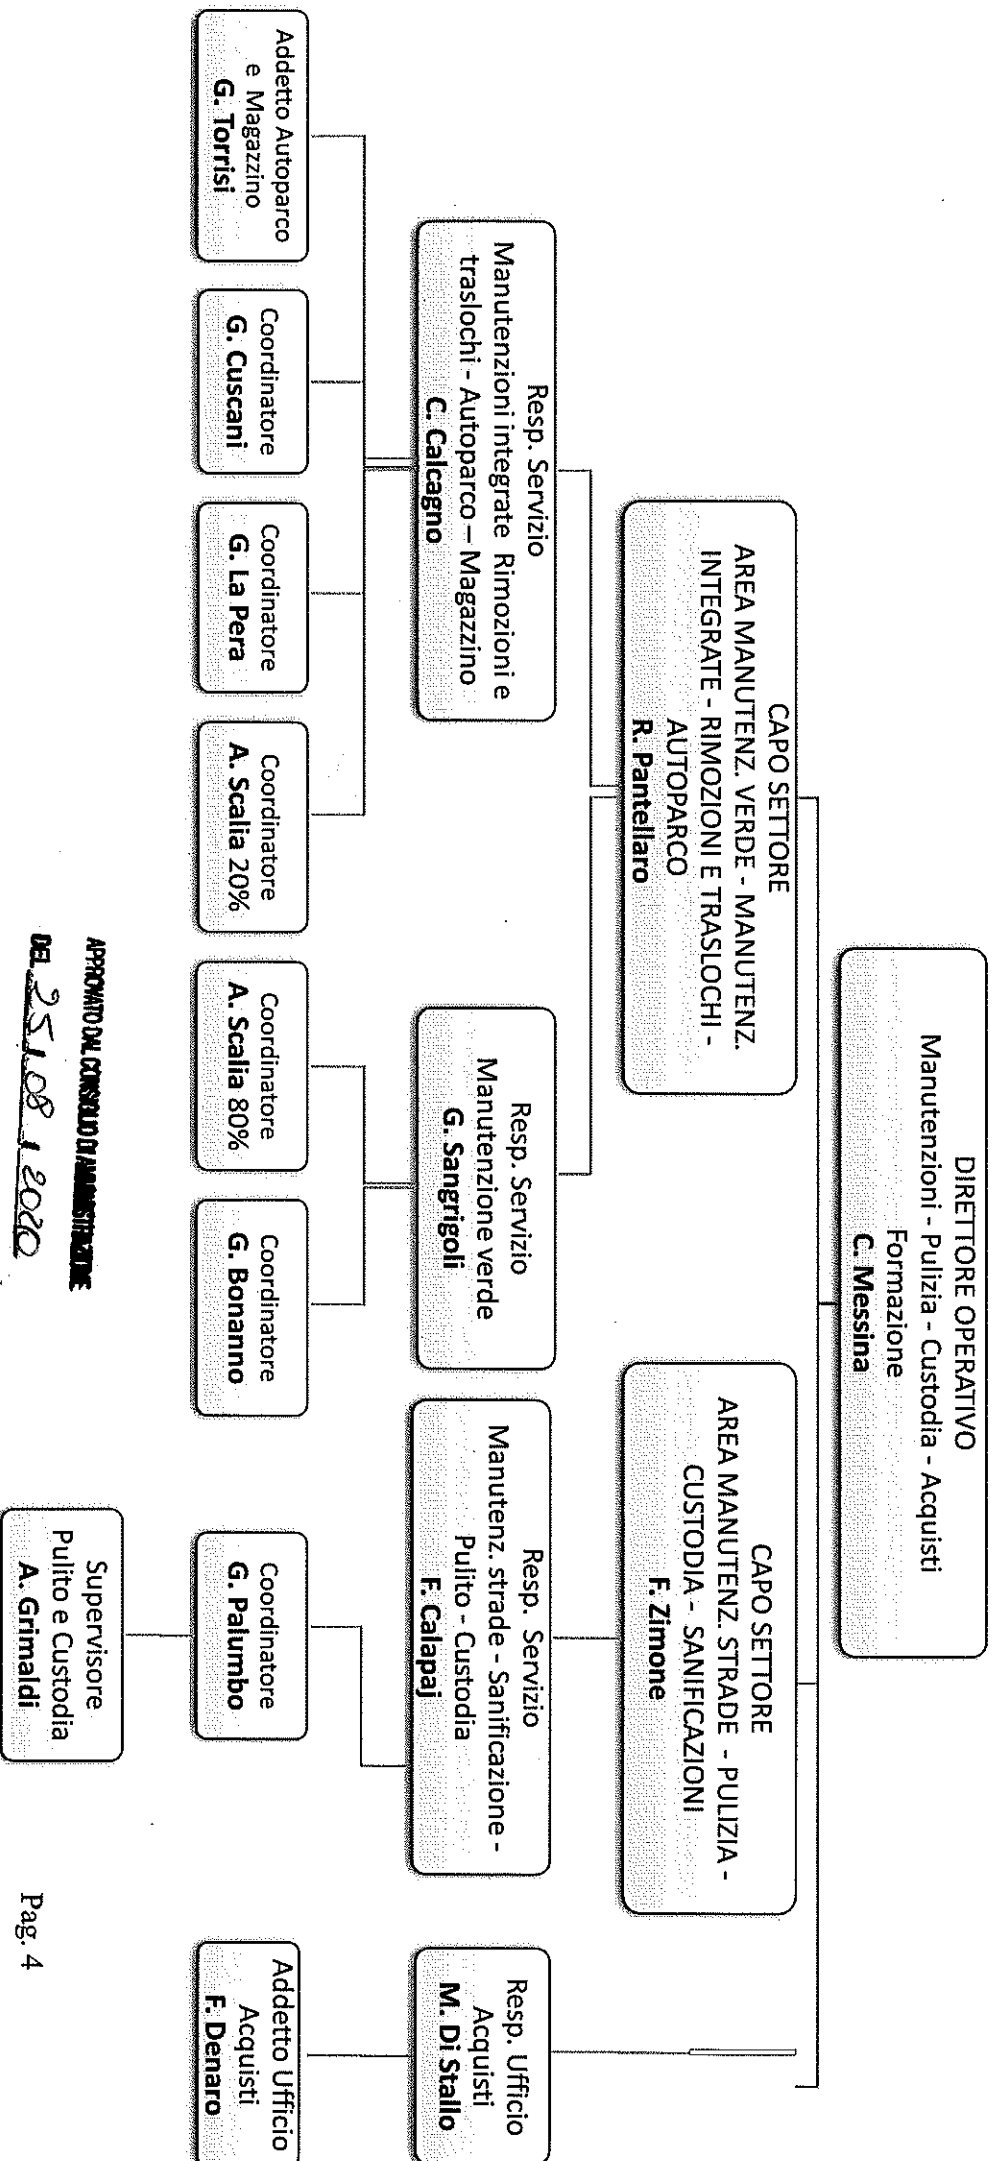 DIRETTORE OPERATIVO
Manutenzioni - Pulizia - Custodia - Acquisti
Formazione
C. Messina
CAPO SETTORE
AREA MANUTENZ. VERDE - MANUTENZ.
INTEGRATE - RIMOZIONI E TRASLOCHI -
AUTOPARCO
R. Pantellaro
CAPO SETTORE
AREA MANUTENZ. STRADE - PULIZIA -
CUSTODIA - SANIFICAZIONI
F. Zimone
Resp. Servizio
Manutenzioni integrate Rimozioni e
traslochi - Autoparco – Magazzino
C. Calcagno
Resp. Servizio
Manutenzione verde
G. Sangrigoli
Resp. Servizio
Manutenz. strade - Sanificazione -
Pulito - Custodia
F. Calapaj
Resp. Ufficio
Acquisti
M. Di Stallo
Addetto Autoparco
e Magazzino
G. Torrisi
Coordinatore
G. Cuscani
Coordinatore
G. La Pera
Coordinatore
A. Scalia 20%
Coordinatore
A. Scalia 80%
Coordinatore
G. Bonanno
Coordinatore
G. Palumbo
Addetto Ufficio
Acquisti
F. Denaro
Supervisore
Pulito e Custodia
A. Grimaldi
APPROVATO DAL CONSIGLIO DI AMMINISTRAZIONE
DEL 25/08/2020
Pag. 4